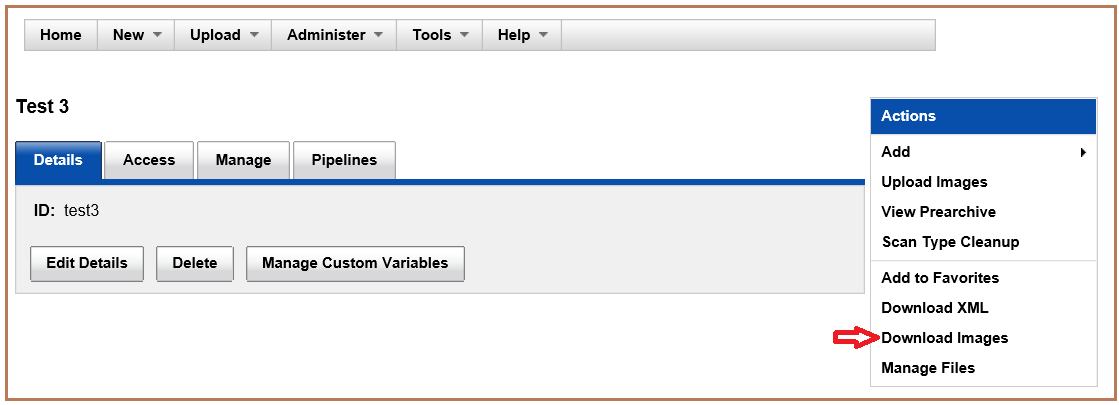 Home New Upload Administer Tools Help
Test 3
Details Access Manage Pipelines
ID: test3
Edit Details Delete Manage Custom Variables
Actions
Add
Upload Images
View Prearchive
Scan Type Cleanup
Add to Favorites
Download XML
Download Images
Manage Files